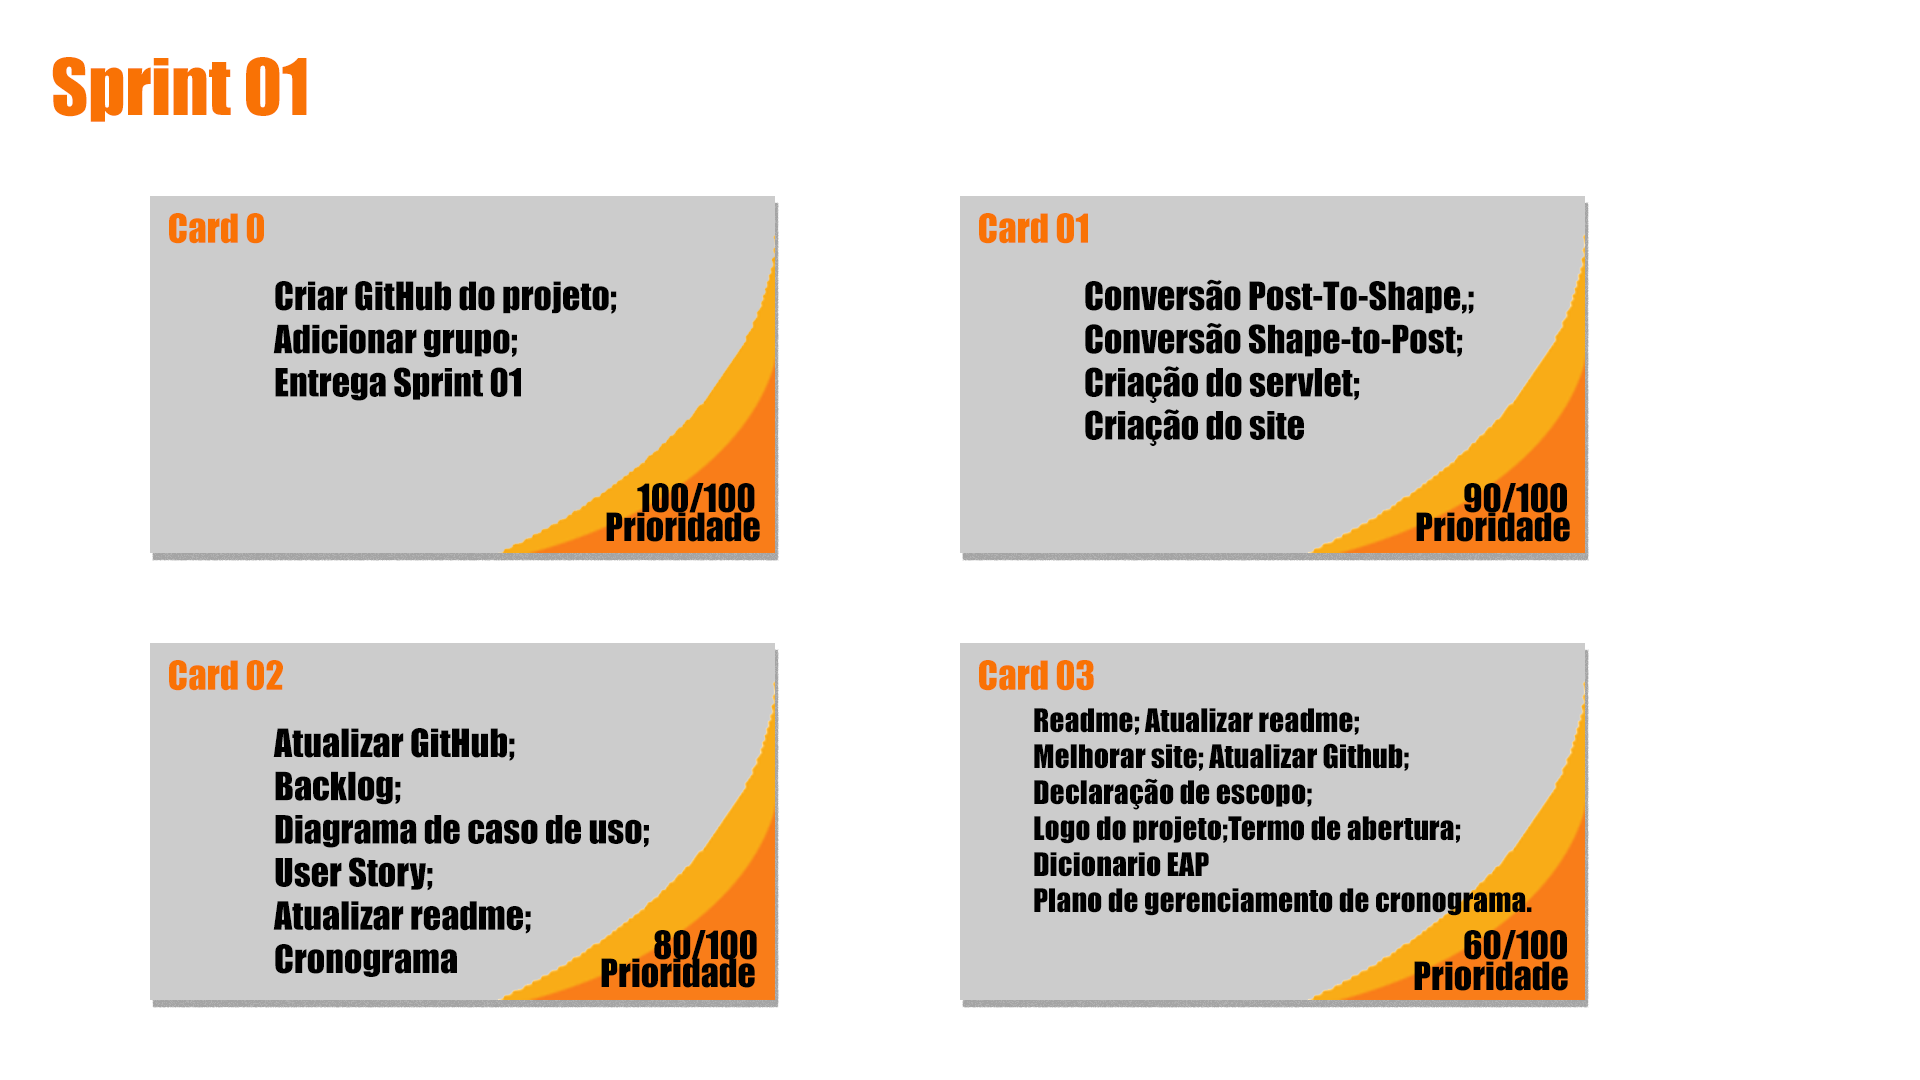 Sprint 01
Card 0
Criar GitHub do projeto;
Adicionar grupo;
Entrega Sprint 01
100/100
Prioridade
Card 01
Conversão Post-To-Shape,;
Conversão Shape-to-Post;
Criação do servlet;
Criação do site
90/100
Prioridade
Card 02
Atualizar GitHub;
Backlog;
Diagrama de caso de uso;
User Story;
Atualizar readme;
Cronograma
80/100
Prioridade
Card 03
Readme; Atualizar readme;
Melhorar site; Atualizar Github;
Declaração de escopo;
Logo do projeto;Termo de abertura;
Dicionario EAP
Plano de gerenciamento de cronograma.
60/100
Prioridade